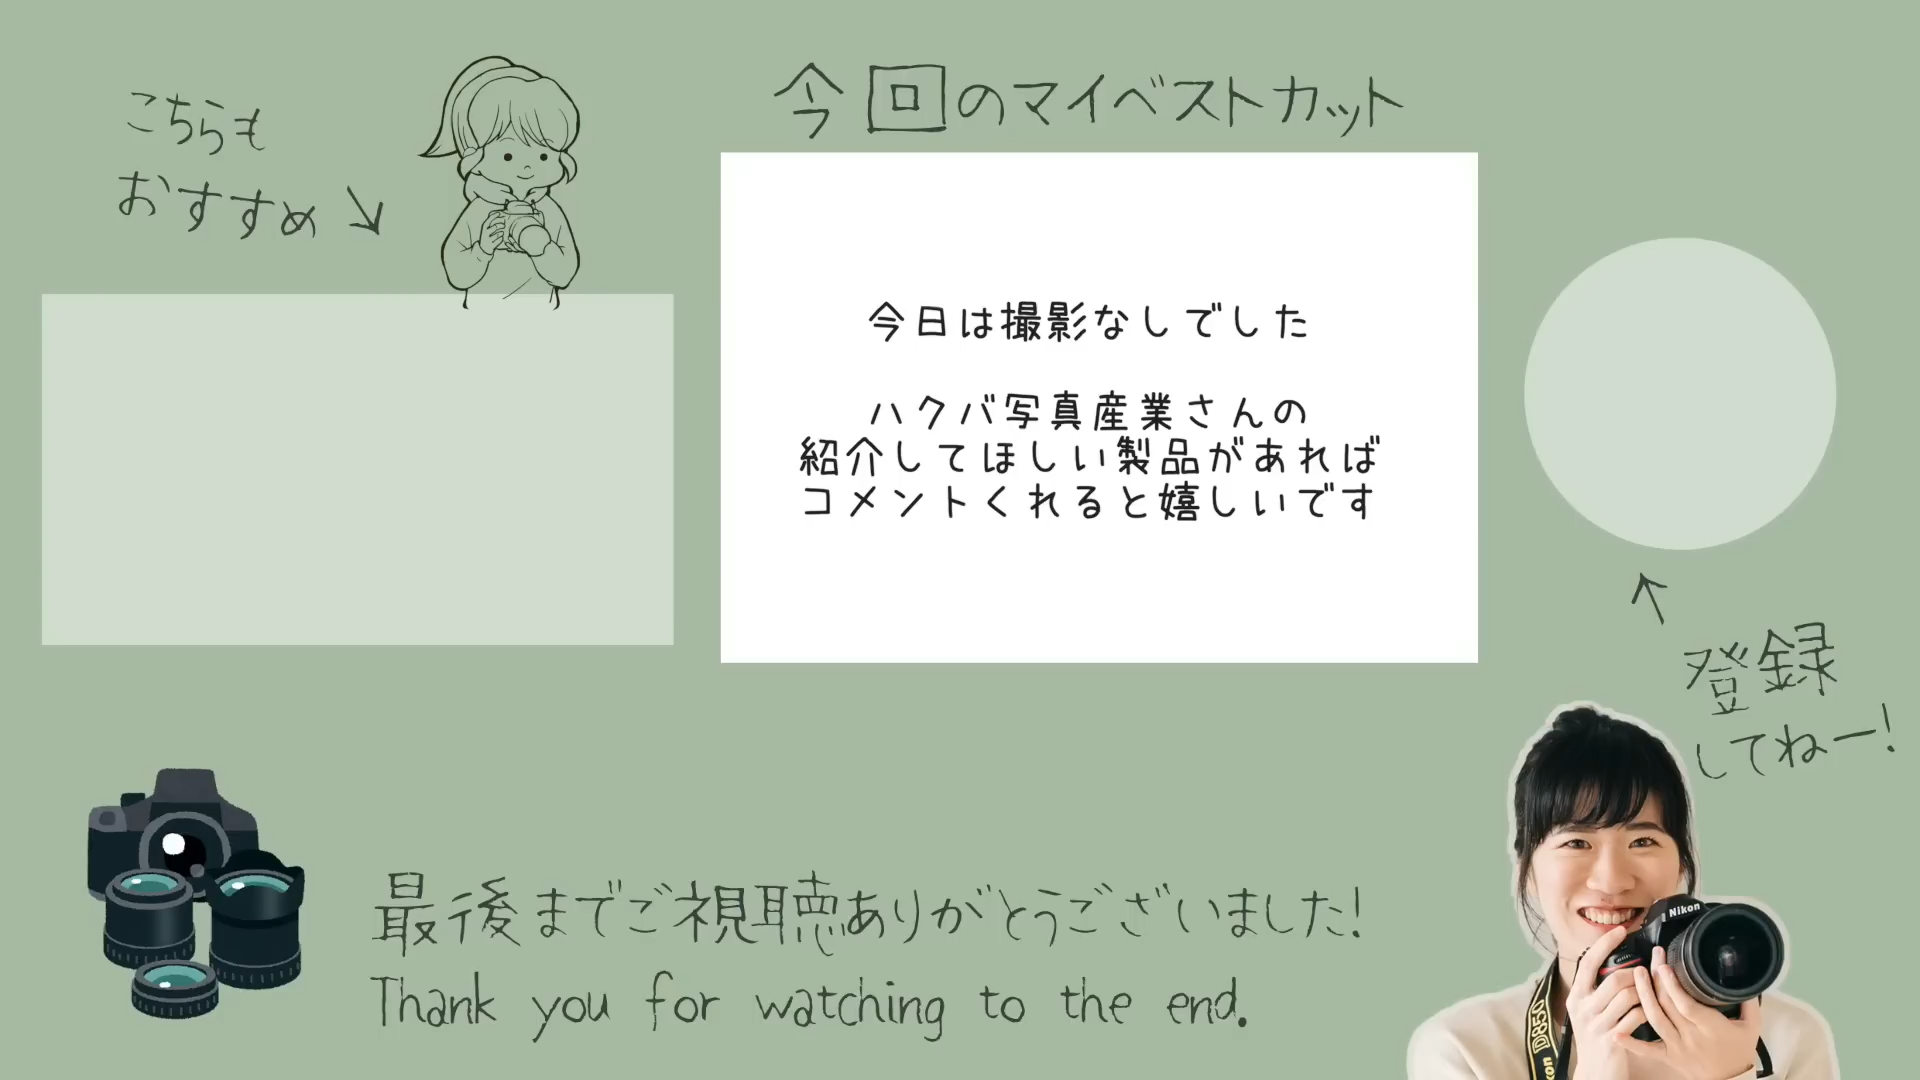 こちらも
おすすめ ↘
今回のマイベストカット
今日は撮影なしでした
ハクバ写真産業さんの
紹介してほしい製品があれば
コメントくれると嬉しいです
↑
登録
してねー!
最後までご視聴ありがとうございました!
Thank you for watching to the end.
Nikon
D850